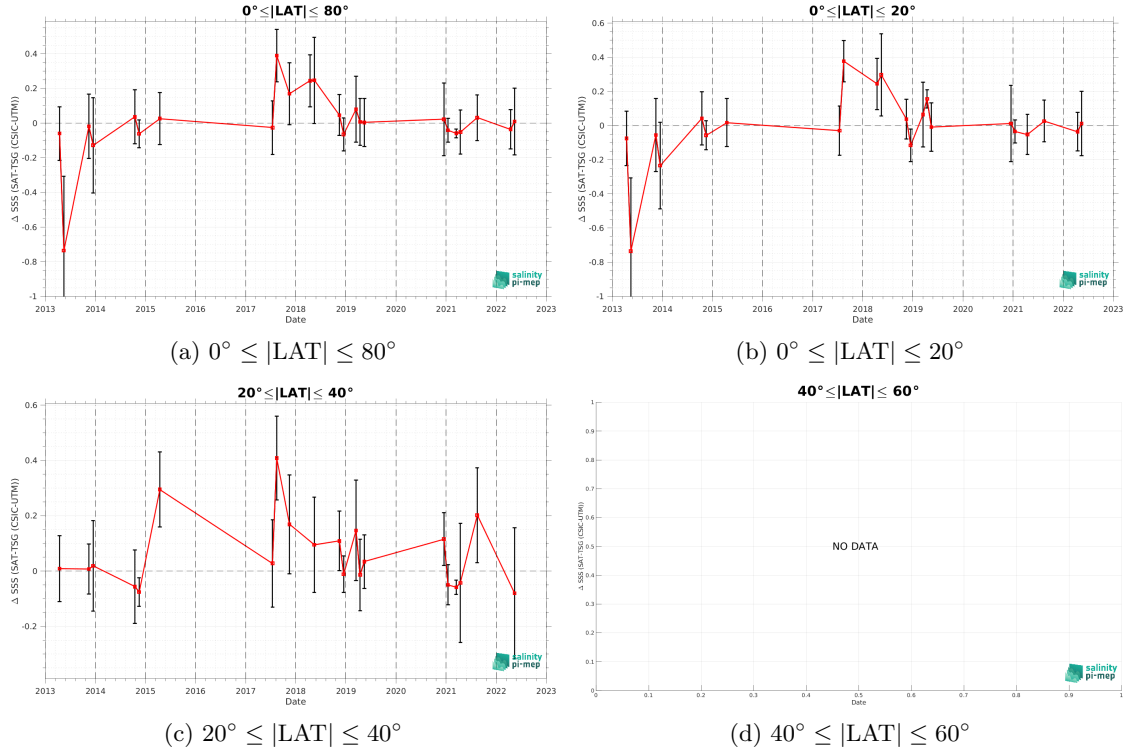 0°≤|LAT|≤ 80°
Δ SSS (SAT-TSG (CSIC-UTM))
0.4
0.2
0
-0.2
-0.4
-0.6
-0.8
-1
2013 2014 2015 2016 2017 2018 2019 2020 2021 2022 2023
Date
salinity
pi-mep
(a) 0° ≤ |LAT| ≤ 80°
0°≤|LAT|≤ 20°
Δ SSS (SAT-TSG (CSIC-UTM))
0.6
0.4
0.2
0
-0.2
-0.4
-0.6
-0.8
-1
2013 2014 2015 2016 2017 2018 2019 2020 2021 2022 2023
Date
salinity
pi-mep
(b) 0° ≤ |LAT| ≤ 20°
20°≤|LAT|≤ 40°
Δ SSS (SAT-TSG (CSIC-UTM))
0.6
0.4
0.2
0
-0.2
2013 2014 2015 2016 2017 2018 2019 2020 2021 2022 2023
Date
salinity
pi-mep
(c) 20° ≤ |LAT| ≤ 40°
40°≤|LAT|≤ 60°
Δ SSS (SAT-TSG (CSIC-UTM))
1
0.9
0.8
0.7
0.6
0.5
0.4
0.3
0.2
0.1
0
NO DATA
0 0.1 0.2 0.3 0.4 0.5 0.6 0.7 0.8 0.9 1
Date
salinity
pi-mep
(d) 40° ≤ |LAT| ≤ 60°